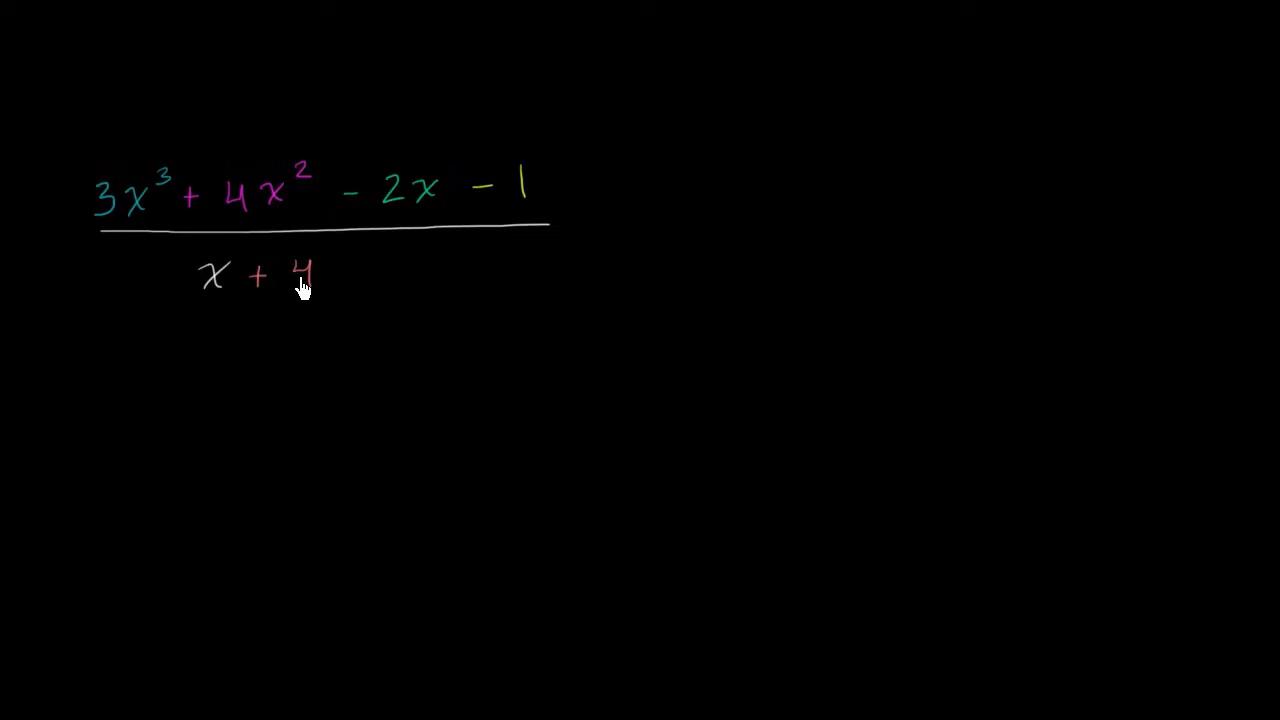 3x³ + 4x² - 2x - 1
x + 4